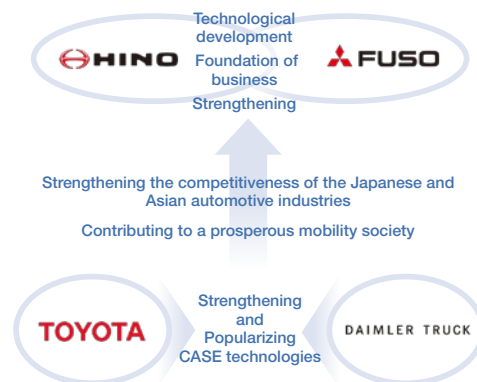 Technological
development
HINO
Foundation of
business
FUSO
Strengthening
Strengthening the competitiveness of the Japanese and
Asian automotive industries
Contributing to a prosperous mobility society
TOYOTA
Strengthening
and
Popularizing
CASE technologies
DAIMLER TRUCK